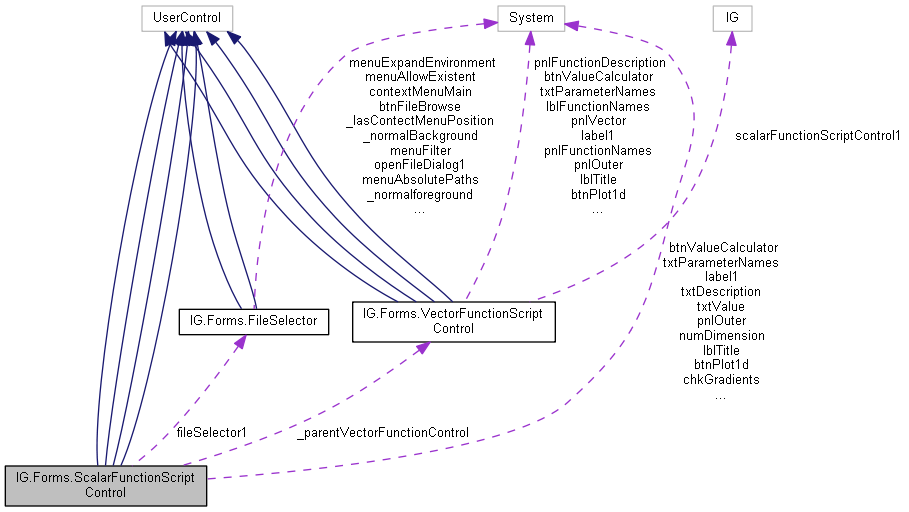 UserControl
System
IG
menuExpandEnvironment
menuAllowExistent
contextMenuMain
btnFileBrowse
_lasContectMenuPosition
_normalBackground
menuFilter
openFileDialog1
menuAbsolutePaths
_normalforeground
...
pnlFunctionDescription
btnValueCalculator
txtParameterNames
lblFunctionNames
pnlVector
label1
pnlFunctionNames
pnlOuter
lblTitle
btnPlot1d
...
scalarFunctionScriptControl1
btnValueCalculator
txtParameterNames
label1
txtDescription
txtValue
pnlOuter
numDimension
lblTitle
btnPlot1d
chkGradients
...
IG.Forms.FileSelector
IG.Forms.VectorFunctionScript
Control
fileSelector1
_parentVectorFunctionControl
IG.Forms.ScalarFunctionScript
Control